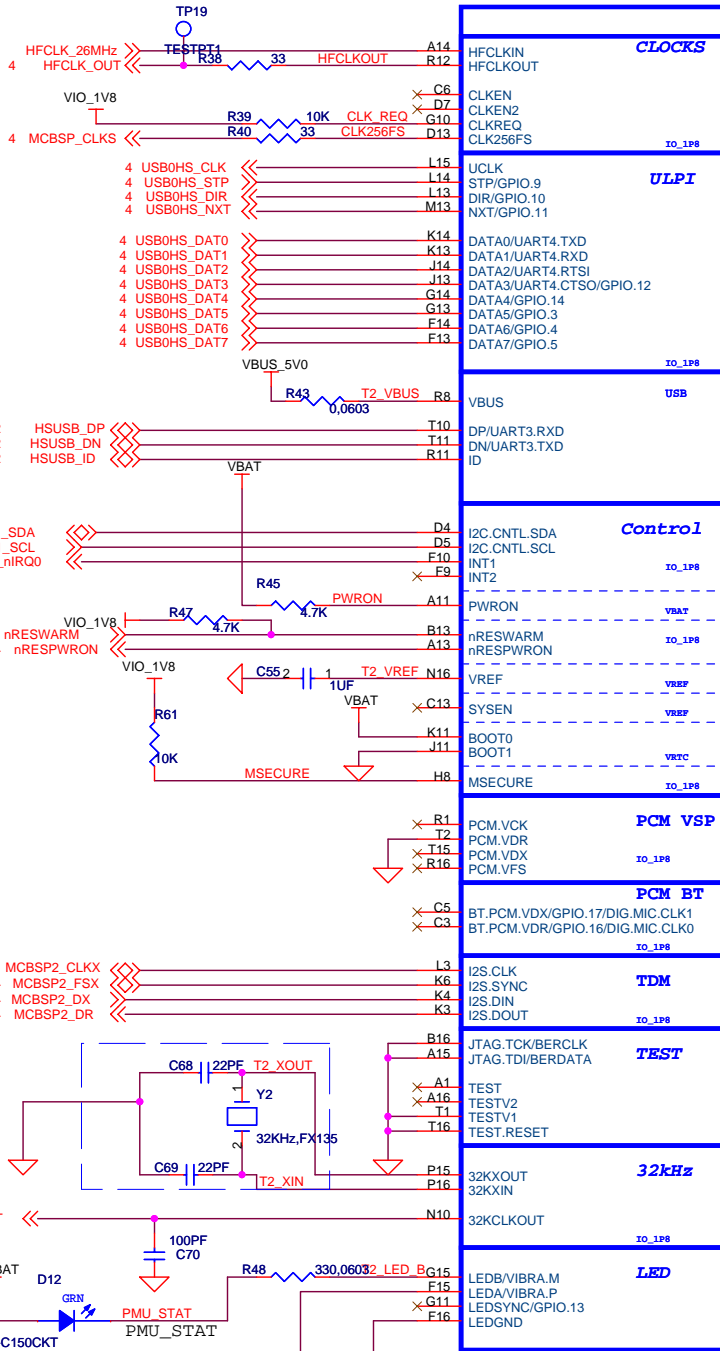 TP19
TESTPT1
HFCLK_26MHz A14 HFCLKIN CLOCKS
4 HFCLK_OUT R38 33 HFCLKOUT R12 HFCLKOUT
VIO_1V8 C6 CLKEN
D7 CLKEN2
R39 10K CLK_REQ G10 CLKREQ
4 MCBSP_CLKS R40 33 CLK256FS D13 CLK256FS
IO_1P8
4 USB0HS_CLK L15 UCLK ULPI
4 USB0HS_STP L14 STP/GPIO.9
4 USB0HS_DIR L13 DIR/GPIO.10
4 USB0HS_NXT M13 NXT/GPIO.11
4 USB0HS_DAT0 K14 DATA0/UART4.TXD
4 USB0HS_DAT1 K13 DATA1/UART4.RXD
4 USB0HS_DAT2 J14 DATA2/UART4.RTSI
4 USB0HS_DAT3 J13 DATA3/UART4.CTSO/GPIO.12
4 USB0HS_DAT4 G14 DATA4/GPIO.14
4 USB0HS_DAT5 G13 DATA5/GPIO.3
4 USB0HS_DAT6 F14 DATA6/GPIO.4
4 USB0HS_DAT7 F13 DATA7/GPIO.5
IO_1P8
VBUS_5V0
R43 0,0603 T2_VBUS R8 VBUS USB
HSUSB_DP T10 DP/UART3.RXD
HSUSB_DN T11 DN/UART3.TXD
HSUSB_ID R11 ID
VBAT
_SDA D4 I2C.CNTL.SDA Control
_SCL D5 I2C.CNTL.SCL
nIRQ0 F10 INT1
IO_1P8
F9 INT2
R45 4.7K PWRON A11 PWRON
VBAT
VIO_1V8 R47 4.7K
nRESWARM B13 nRESWARM
IO_1P8
nRESPWRON A13 nRESPWRON
VIO_1V8
C55 2 1 1UF T2_VREF N16 VREF
VREF
VBAT
C13 SYSEN
VREF
R61 10K
K11 BOOT0
J11 BOOT1
VRTC
MSECURE H8 MSECURE
IO_1P8
R1 PCM.VCK PCM VSP
T2 PCM.VDR
T15 PCM.VDX
IO_1P8
R16 PCM.VFS
PCM BT
C5 BT.PCM.VDX/GPIO.17/DIG.MIC.CLK1
C3 BT.PCM.VDR/GPIO.16/DIG.MIC.CLK0
IO_1P8
MCBSP2_CLKX L3 I2S.CLK TDM
MCBSP2_FSX K6 I2S.SYNC
MCBSP2_DX K4 I2S.DIN
MCBSP2_DR K3 I2S.DOUT
IO_1P8
B16 JTAG.TCK/BERCLK TEST
A15 JTAG.TDI/BERDATA
C68 22PF T2_XOUT
A1 TEST
1 Y2
A16 TESTV2
T1 TESTV1
2 32KHz,FX135
T16 TEST.RESET
C69 22PF T2_XIN
P15 32KXOUT 32kHz
P16 32KXIN
N10 32KCLKOUT
IO_1P8
100PF
C70
BAT
D12
R48 330,0603 T2_LED_B G15 LEDB/VIBRA.M LED
F15 LEDA/VIBRA.P
GRN
G11 LEDSYNC/GPIO.13
PMU_STAT F16 LEDGND
PMU_STAT
C150CKT